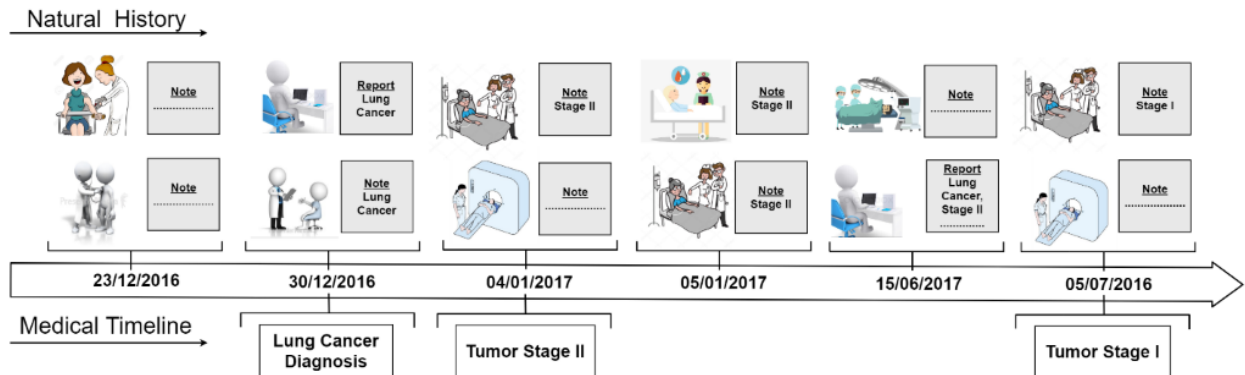 Natural History
Note
....................
Report
Lung
Cancer
Note
Stage II
Note
Stage II
Note
....................
Note
Stage I
Note
....................
Note
Lung
Cancer
Note
....................
Note
Stage II
Report
Lung
Cancer,
Stage II
....................
Note
....................
23/12/2016
30/12/2016
04/01/2017
05/01/2017
15/06/2017
05/07/2016
Medical Timeline
Lung Cancer
Diagnosis
Tumor Stage II
Tumor Stage I